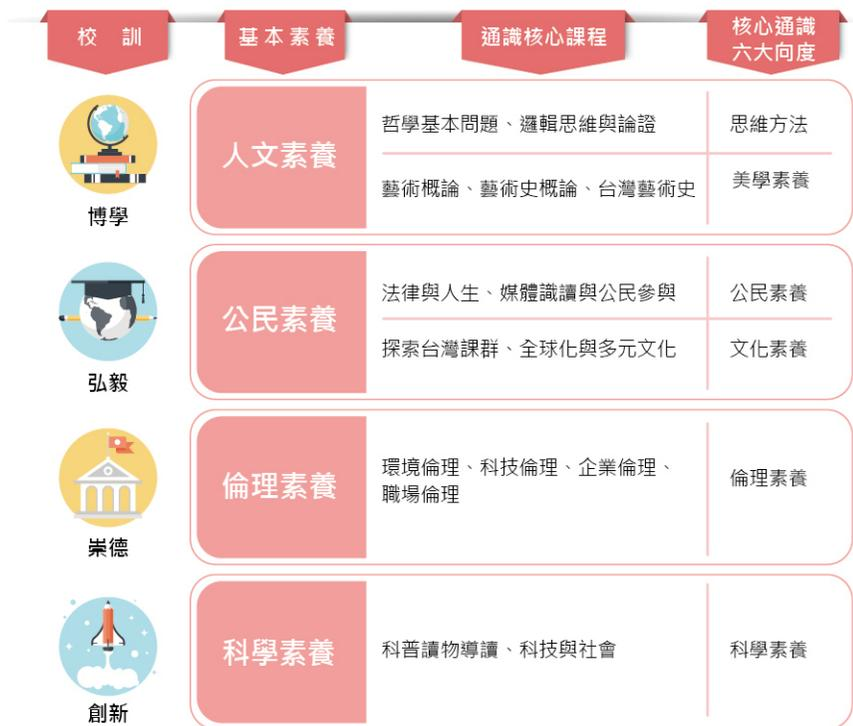 校 訓
基本素養
通識核心課程
核心通識
六大向度
博學
人文素養
哲學基本問題、邏輯思維與論證
思維方法
藝術概論、藝術史概論、台灣藝術史
美學素養
弘毅
公民素養
法律與人生、媒體識讀與公民參與
公民素養
探索台灣課群、全球化與多元文化
文化素養
崇德
倫理素養
環境倫理、科技倫理、企業倫理、
職場倫理
倫理素養
創新
科學素養
科普讀物導讀、科技與社會
科學素養